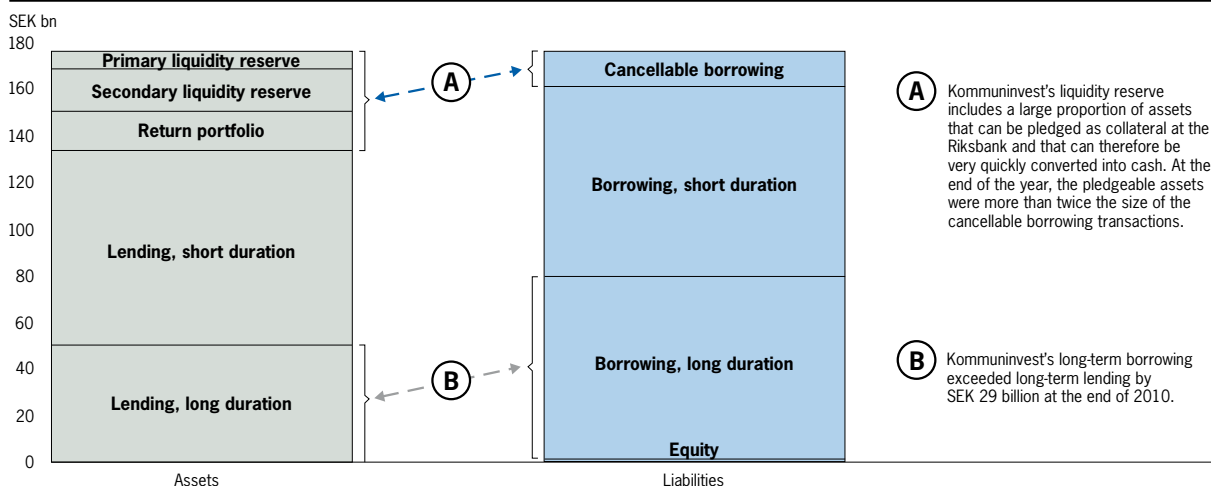 SEK bn
180
160
140
120
100
80
60
40
20
0
Primary liquidity reserve
Secondary liquidity reserve
Return portfolio
Lending, short duration
Lending, long duration
Assets
A
B
Cancellable borrowing
Borrowing, short duration
Borrowing, long duration
Equity
Liabilities
A
Kommuninvest's liquidity reserve
includes a large proportion of assets
that can be pledged as collateral at the
Riksbank and that can therefore be
very quickly converted into cash. At the
end of the year, the pledgeable assets
were more than twice the size of the
cancellable borrowing transactions.
B
Kommuninvest's long-term borrowing
exceeded long-term lending by
SEK 29 billion at the end of 2010.